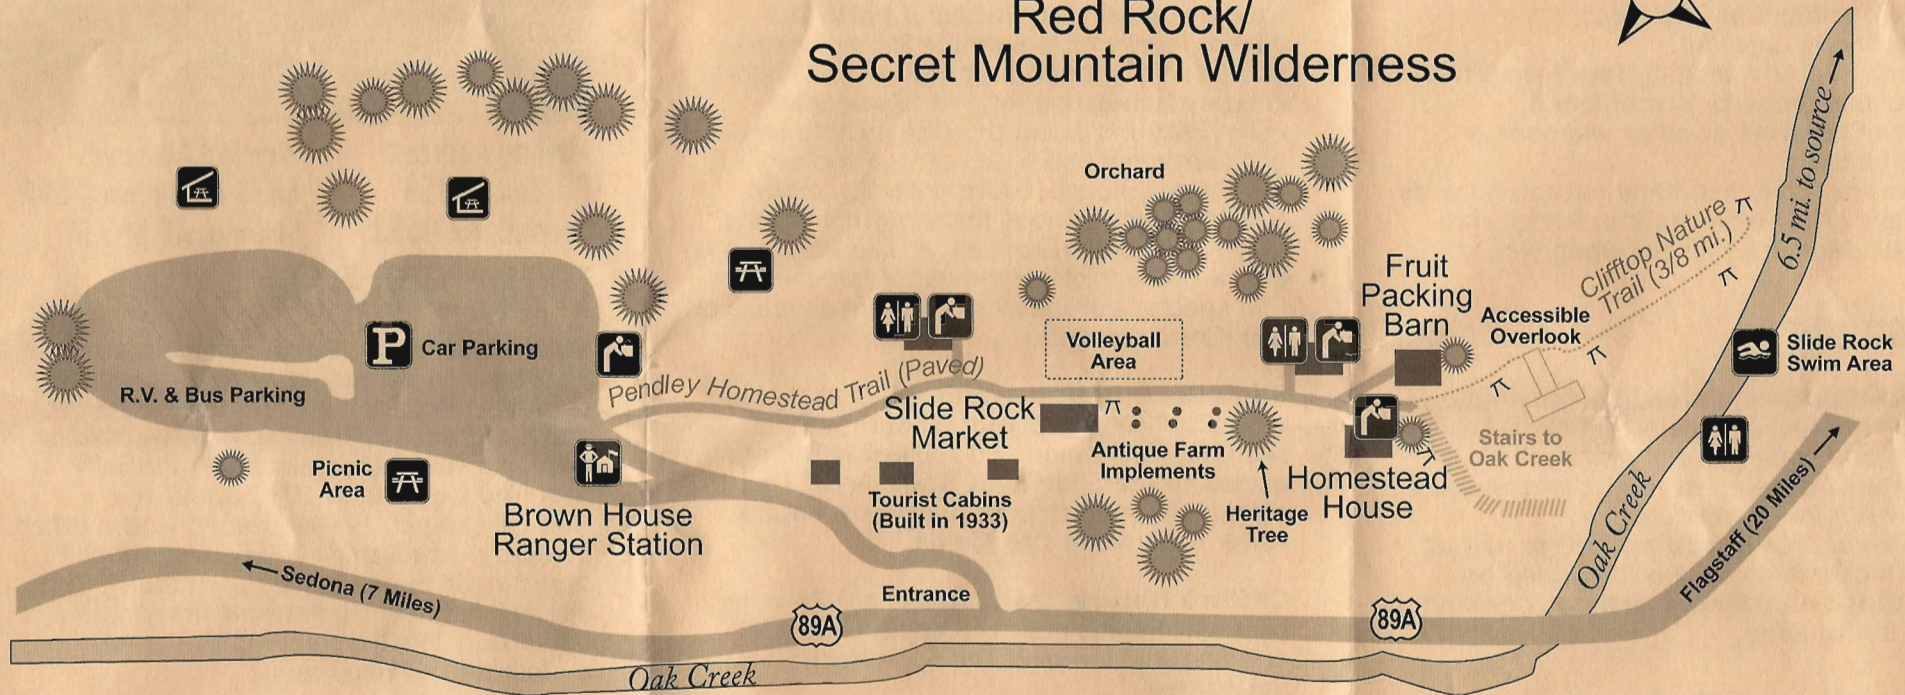 Red Rock/
Secret Mountain Wilderness
6.5 mi. to source
Orchard
Clifftop Nature
Trail (3/8 mi.)
Fruit
Packing
Barn
Accessible
Overlook
P
Car Parking
Volleyball
Area
Slide Rock
Swim Area
R.V. & Bus Parking
Pendley Homestead Trail (Paved)
Slide Rock
Market
Antique Farm
Implements
Stairs to
Oak Creek
Picnic
Area
Homestead
House
Tourist Cabins
(Built in 1933)
Heritage
Tree
Brown House
Ranger Station
Oak Creek
Flagstaff (20 Miles)
Sedona (7 Miles)
Entrance
89A
89A
Oak Creek